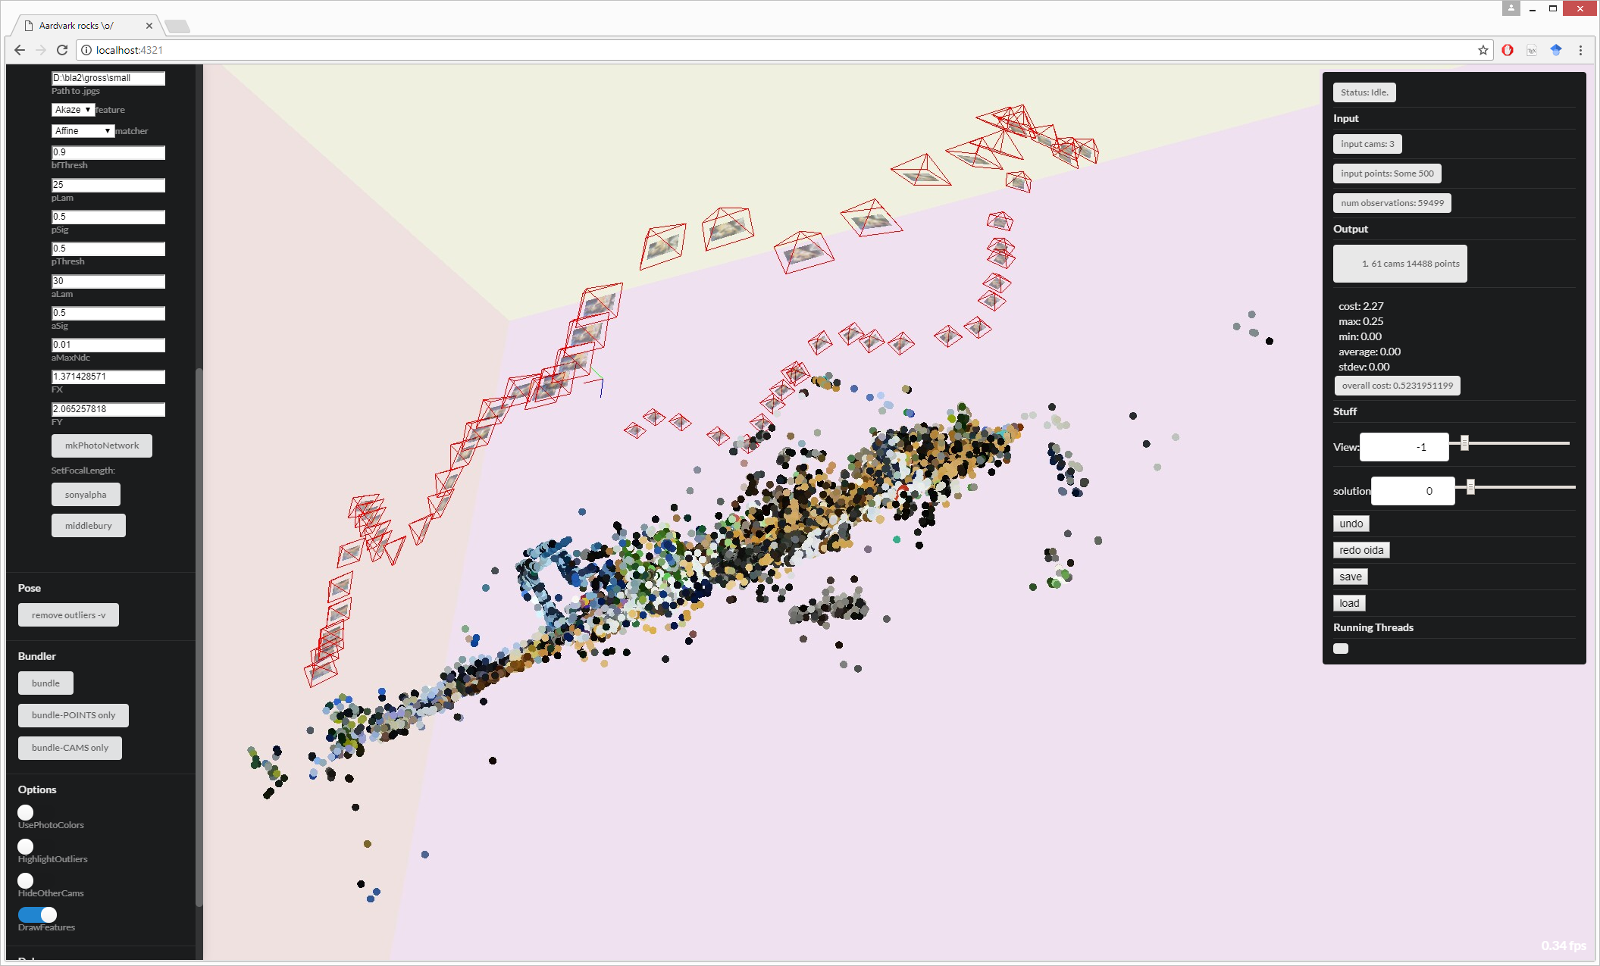 Aardvark rocks \o/
localhost:4321
D:\bla2\gross\small
Path to .jpgs
Akaze feature
Affine matcher
0.9
bfThresh
25
pLam
0.5
pSig
0.5
pThresh
30
aLam
0.5
aSig
0.01
aMaxNdc
1.371428571
FX
2.065257818
FY
mkPhotoNetwork
SetFocalLength:
sonyalpha
middlebury
Pose
remove outliers -v
Bundler
bundle
bundle-POINTS only
bundle-CAMS only
Options
UsePhotoColors
HighlightOutliers
HideOtherCams
DrawFeatures
Status: Idle.
Input
input cams: 3
input points: Some 500
num observations: 59499
Output
1. 61 cams 14488 points
cost: 2.27
max: 0.25
min: 0.00
average: 0.00
stdev: 0.00
overall cost: 0.5231951199
Stuff
View: -1
solution 0
undo
redo oida
save
load
Running Threads
0.34 fps